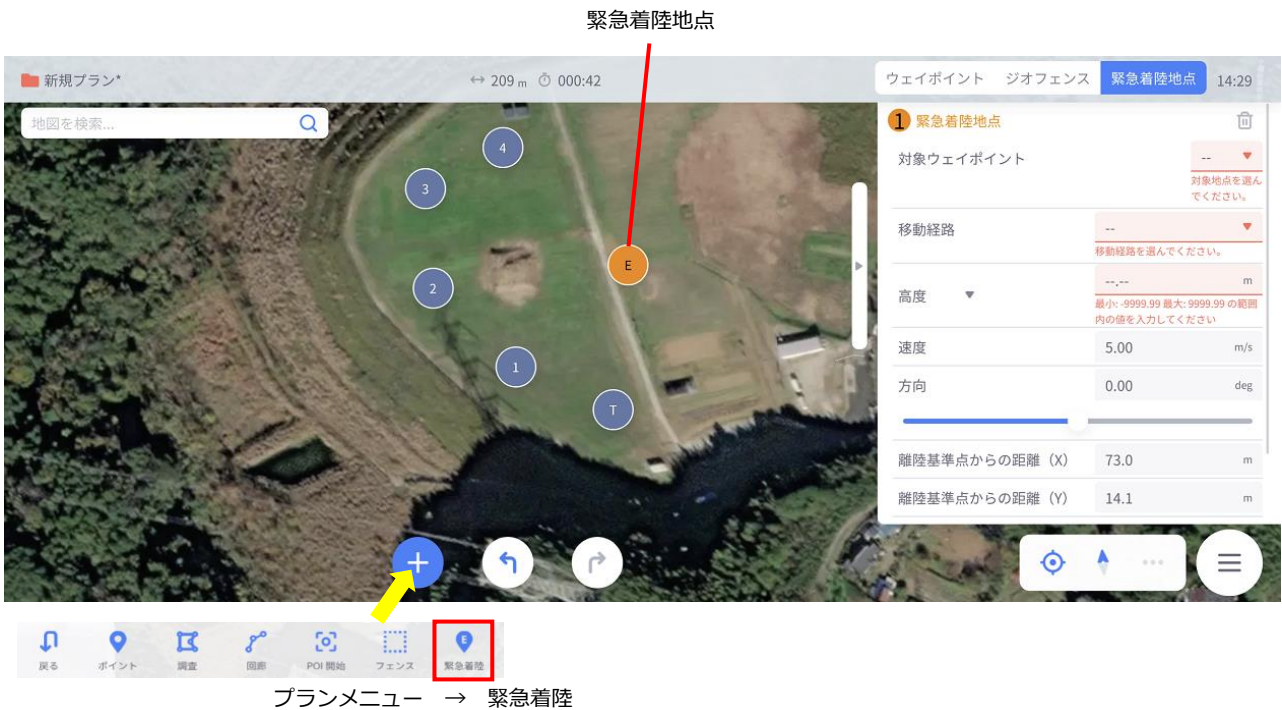 緊急着陸地点
新規プラン*
209 m 000:42
ウェイポイント ジオフェンス 緊急着陸地点 14:29
地図を検索...
1 緊急着陸地点
対象ウェイポイント --
対象地点を選ん
でください。
移動経路 --
移動経路を選んでください。
高度 --.-- m
最小: -9999.99 最大: 9999.99 の範囲
内の値を入力してください
速度 5.00 m/s
方向 0.00 deg
離陸基準点からの距離（X） 73.0 m
離陸基準点からの距離（Y） 14.1 m
4
3
E
2
1
T
E
戻る ポイント 調査 回廊 POI 開始 フェンス 緊急着陸
プランメニュー → 緊急着陸